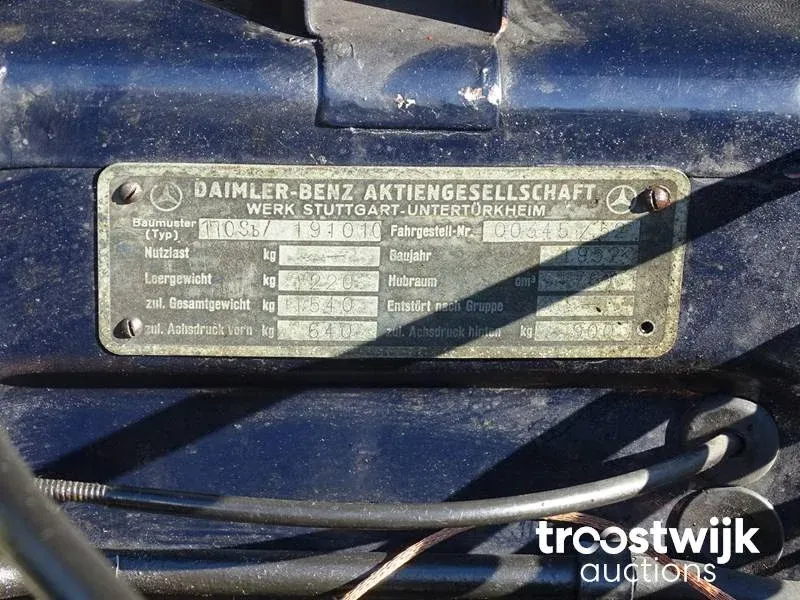 DAIMLER-BENZ AKTIENGESELLSCHAFT
WERK STUTTGART-UNTERTÜRKHEIM
Baumuster (Typ) 110Sb/ 191010 Fahrgestell-Nr.
Nutzlast kg Baujahr 1952
Leergewicht kg 1220 Hubraum cm³
zul. Gesamtgewicht kg 1540 Entstört nach Gruppe
zul. Achsdruck vorn kg 640 zul. Achsdruck hinten kg 900
troostwijk
auctions